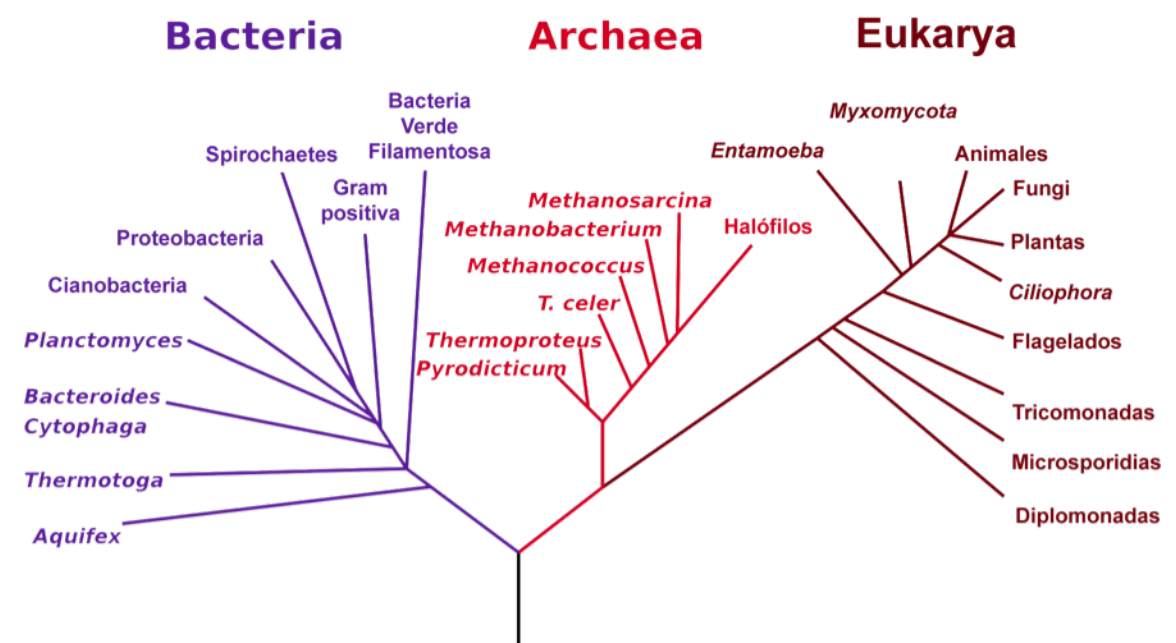 Bacteria
Archaea
Eukarya
Bacteria
Verde
Filamentosa
Spirochaetes
Gram
positiva
Proteobacteria
Cianobacteria
Planctomyces
Bacteroides
Cytophaga
Thermotoga
Aquifex
Methanosarcina
Methanobacterium
Halófilos
Methanococcus
T. celer
Thermoproteus
Pyrodicticum
Myxomycota
Entamoeba
Animales
Fungi
Plantas
Ciliophora
Flagelados
Tricomonadas
Microsporidias
Diplomonadas